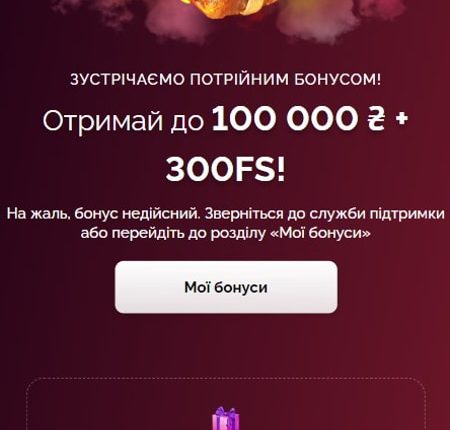 ЗУСТРІЧАЄМО ПОТРІЙНИМ БОНУСОМ!
Отримай до 100 000 ₴ +
300FS!
На жаль, бонус недійсний. Зверніться до служби підтримки
або перейдіть до розділу «Мої бонуси»
Мої бонуси